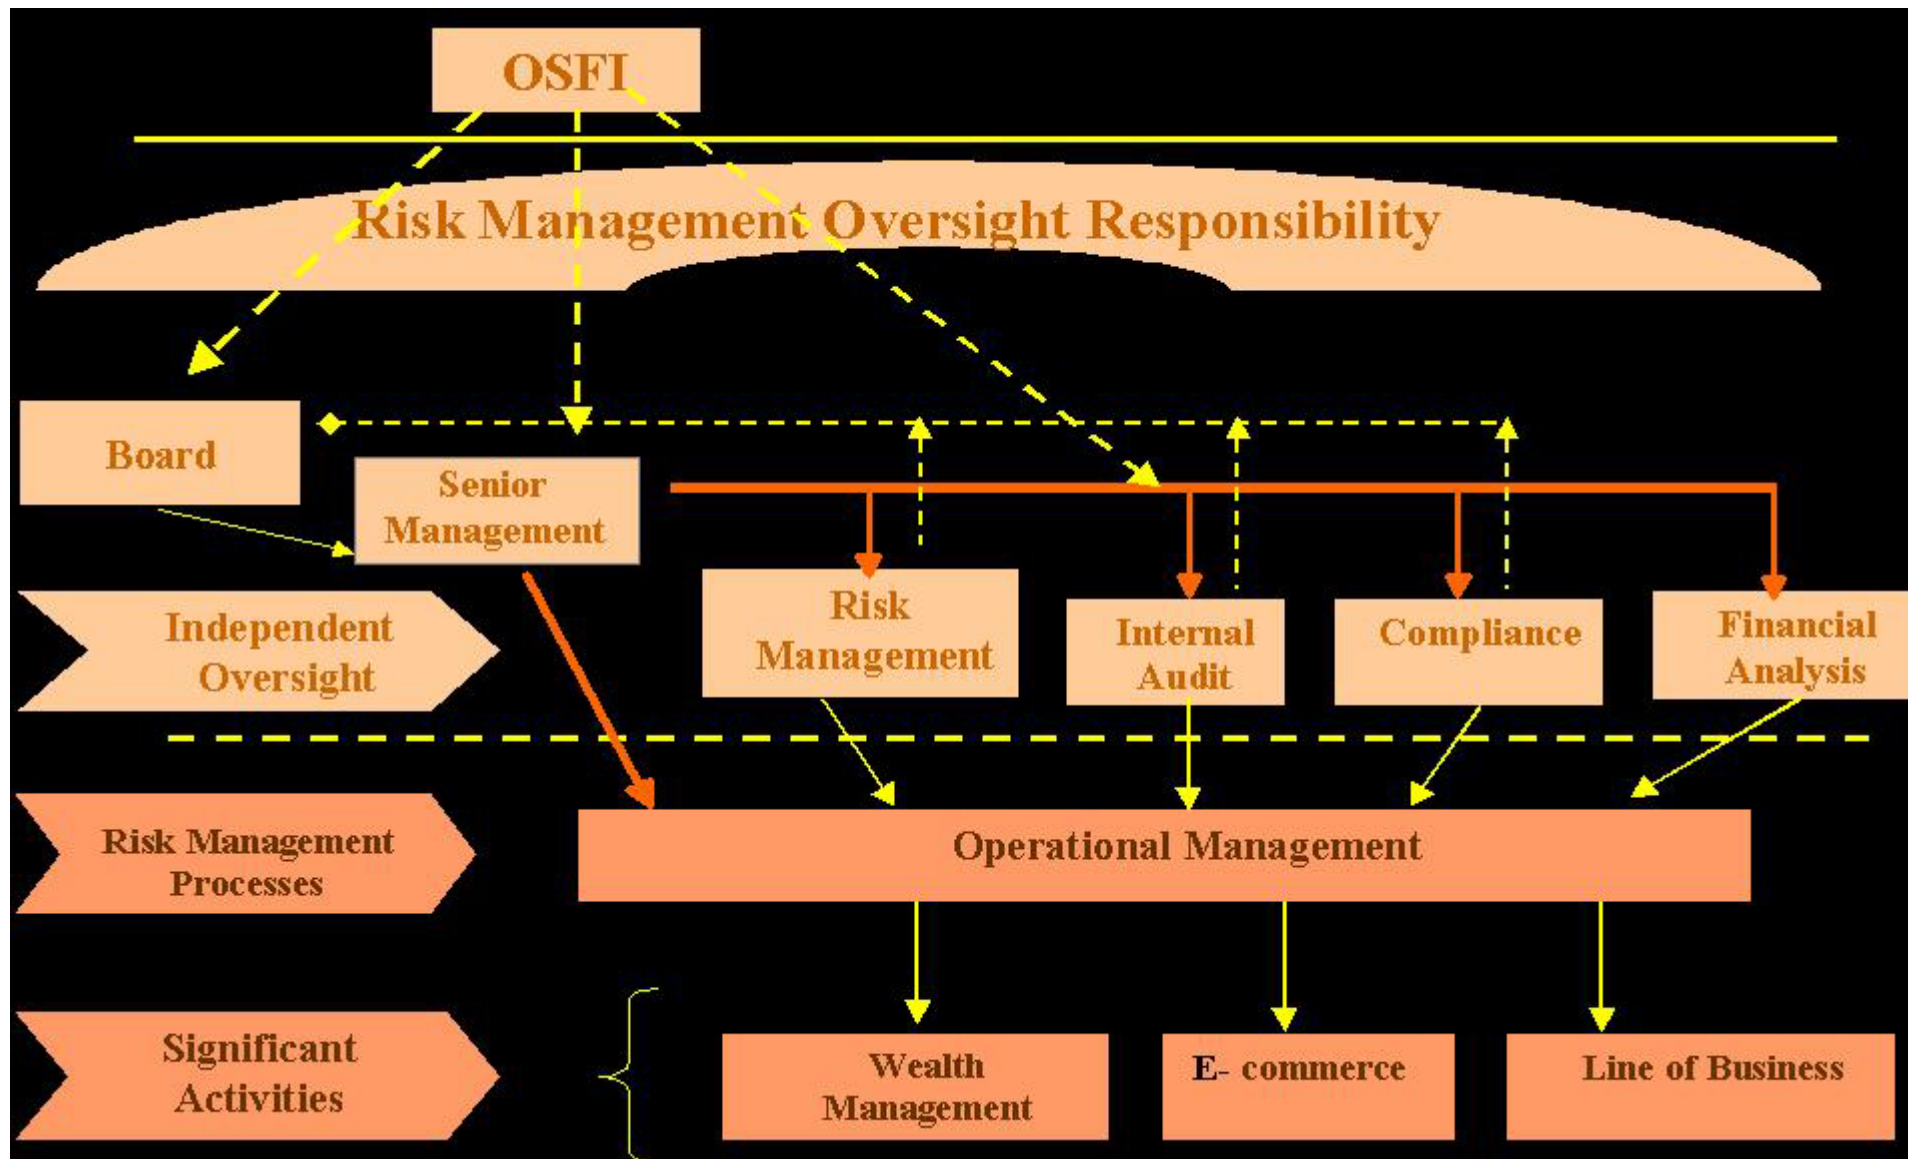 OSFI
Risk Management Oversight Responsibility
Board
Senior
Management
Independent
Oversight
Risk
Management
Internal
Audit
Compliance
Financial
Analysis
Risk Management
Processes
Operational Management
Significant
Activities
Wealth
Management
E- commerce
Line of Business